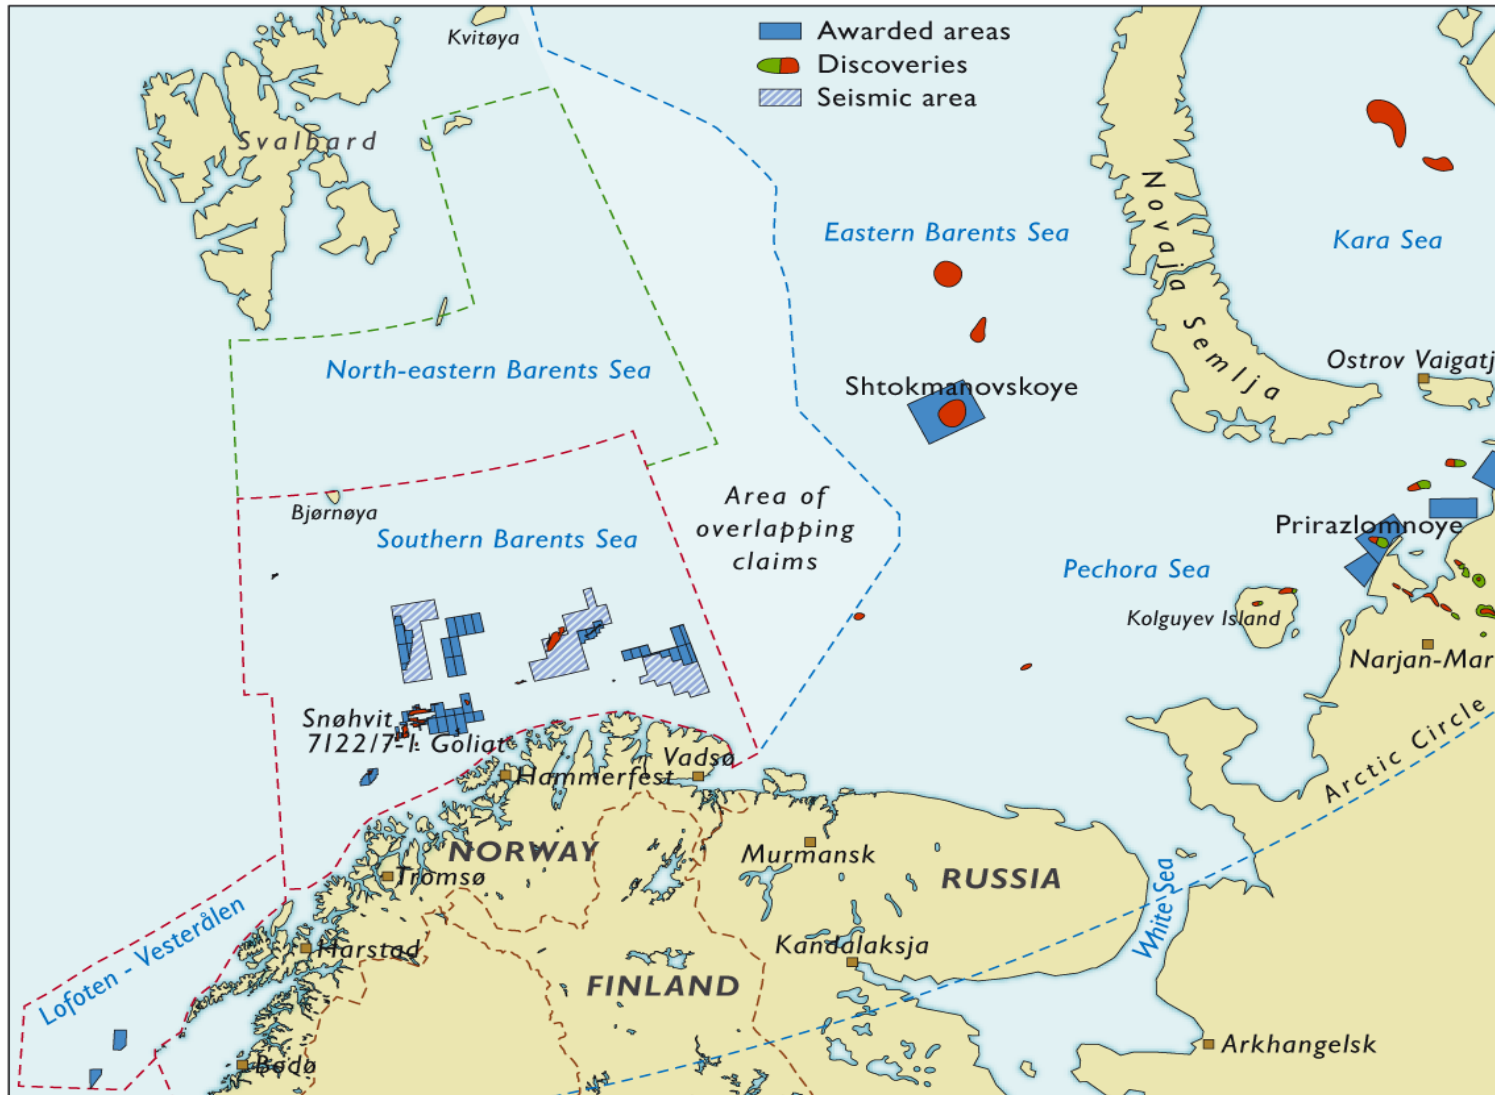 Kvitøya
Awarded areas
Discoveries
Seismic area
Svalbard
Novaja Semlja
Eastern Barents Sea
Kara Sea
North-eastern Barents Sea
Ostrov Vaigatj
Shtokmanovskoye
Bjørnøya
Area of
overlapping
claims
Southern Barents Sea
Prirazlomnoye
Pechora Sea
Kolguyev Island
Narjan-Mar
Snøhvit
7122/7-1 Goliat
Arctic Circle
Vadsø
Hammerfest
NORWAY
Murmansk
RUSSIA
Tromsø
White Sea
Lofoten - Vesterålen
Harstad
Kandalaksja
FINLAND
Bodø
Arkhangelsk